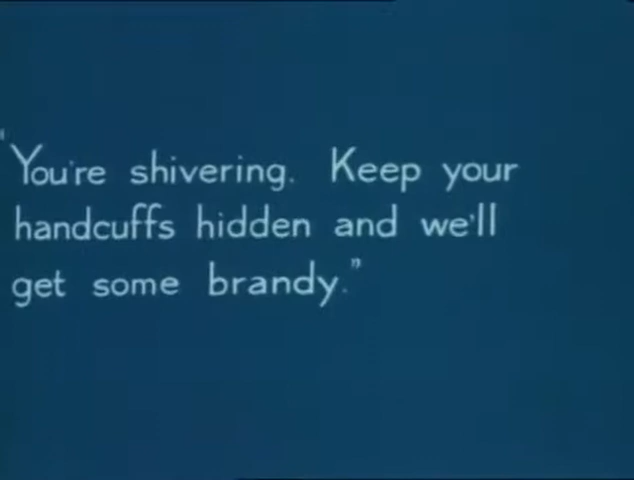 "You're shivering. Keep your
handcuffs hidden and we'll
get some brandy."